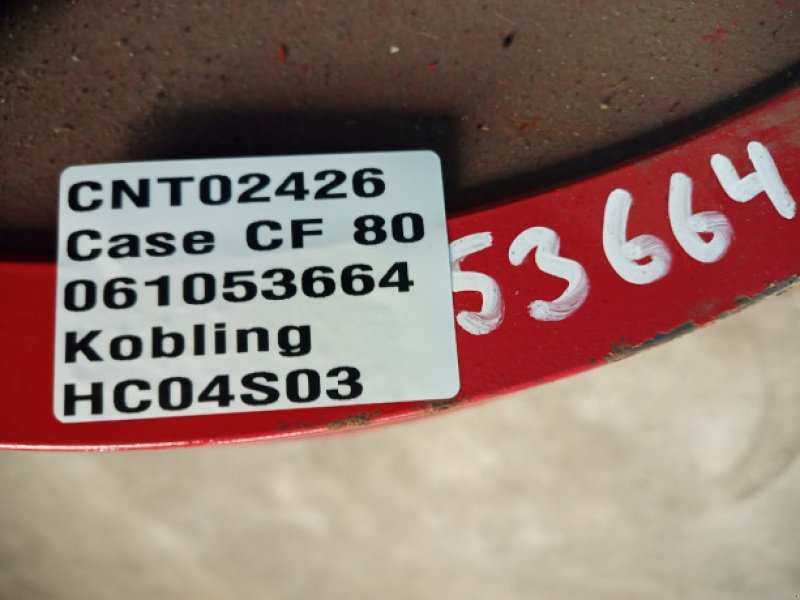 CNT02426
Case CF 80
061053664
Kobling
HC04S03
53664